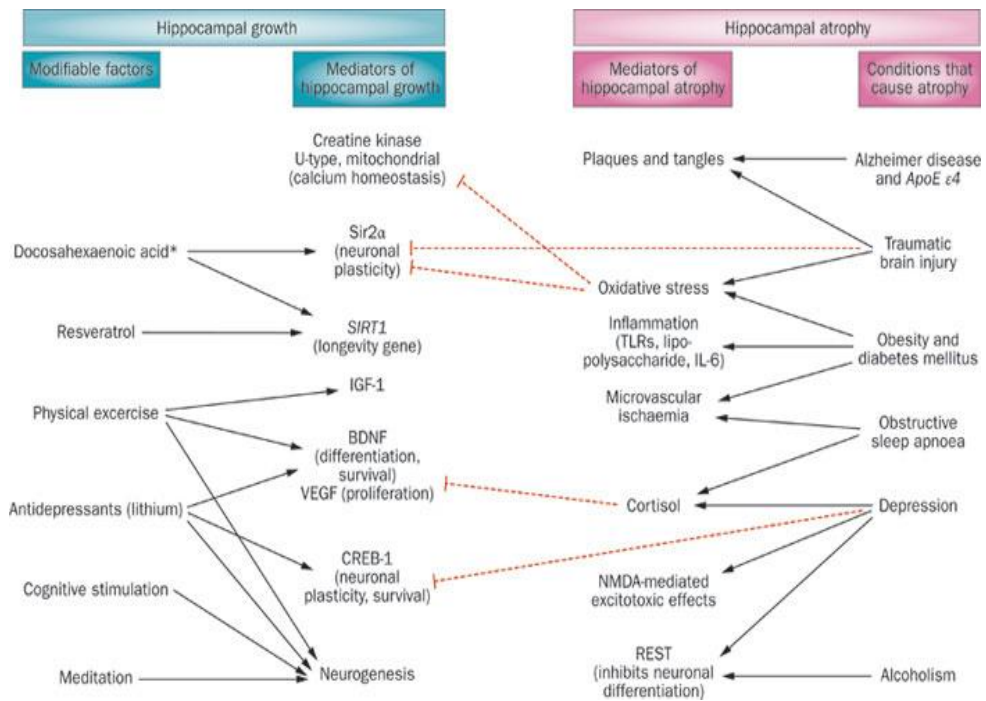 Hippocampal growth
Modifiable factors
Mediators of
hippocampal growth
Creatine kinase
U-type, mitochondrial
(calcium homeostasis)
Docosahexaenoic acid*
Sir2α
(neuronal
plasticity)
Resveratrol
SIRT1
(longevity gene)
IGF-1
Physical excercise
BDNF
(differentiation,
survival)
VEGF (proliferation)
Antidepressants (lithium)
CREB-1
(neuronal
plasticity, survival)
Cognitive stimulation
Meditation
Neurogenesis
Hippocampal atrophy
Mediators of
hippocampal atrophy
Conditions that
cause atrophy
Plaques and tangles
Alzheimer disease
and ApoE ε4
Traumatic
brain injury
Oxidative stress
Inflammation
(TLRs, lipo-
polysaccharide, IL-6)
Obesity and
diabetes mellitus
Microvascular
ischaemia
Obstructive
sleep apnoea
Cortisol
Depression
NMDA-mediated
excitotoxic effects
REST
(inhibits neuronal
differentiation)
Alcoholism